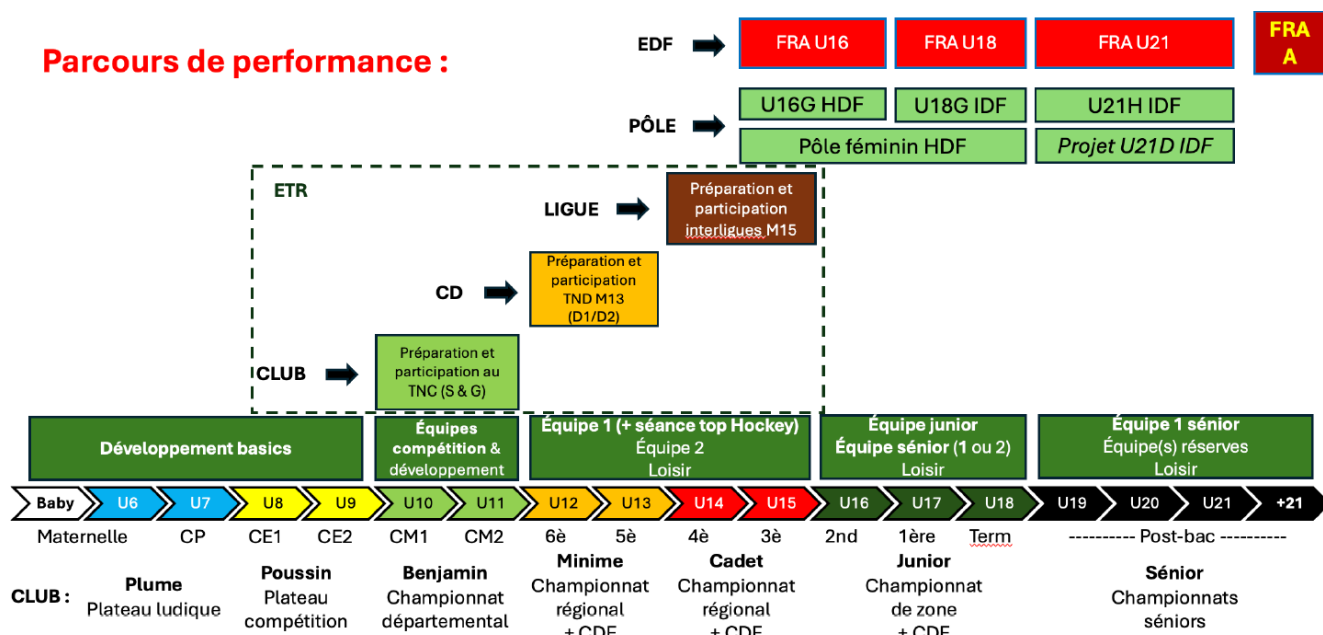 Parcours de performance :
EDF
FRA U16
FRA U18
FRA U21
FRA
A
PÔLE
U16G HDF
U18G IDF
U21H IDF
Pôle féminin HDF
Projet U21D IDF
ETR
LIGUE
Préparation et
participation
interligues M15
CD
Préparation et
participation
TND M13
(D1/D2)
CLUB
Préparation et
participation au
TNC (S & G)
Développement basics
Équipes
compétition &
développement
Équipe 1 (+ séance top Hockey)
Équipe 2
Loisir
Équipe junior
Équipe sénior (1 ou 2)
Loisir
Équipe 1 sénior
Équipe(s) réserves
Loisir
Baby U6 U7 U8 U9 U10 U11 U12 U13 U14 U15 U16 U17 U18 U19 U20 U21 +21
Maternelle CP CE1 CE2 CM1 CM2 6è 5è 4è 3è 2nd 1ère Term ---------- Post-bac ----------
CLUB :
Plume
Plateau ludique
Poussin
Plateau
compétition
Benjamin
Championnat
départemental
Minime
Championnat
régional
+ CDF
Cadet
Championnat
régional
+ CDF
Junior
Championnat
de zone
+ CDF
Sénior
Championnats
séniors